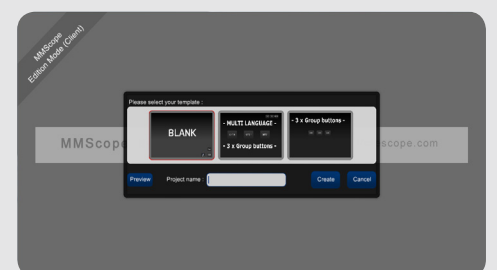 MMScope
Edition Mode (Client)
Please select your template :
BLANK
- MULTI LANGUAGE -
- 3 x Group buttons -
- 3 x Group buttons -
MMScope
scope.com
Preview
Project name :
Create
Cancel